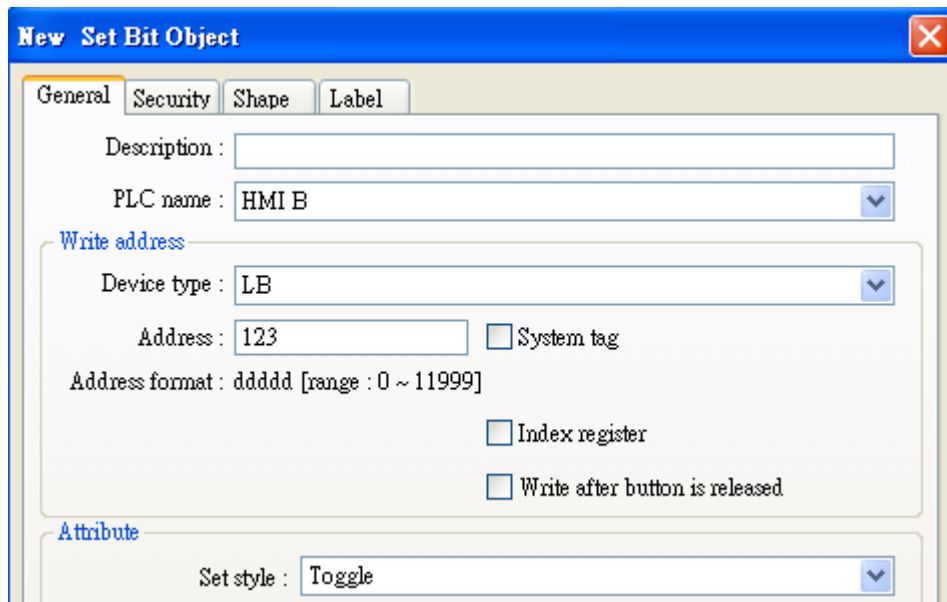 New Set Bit Object
General Security Shape Label
Description :
PLC name : HMI B
Write address
Device type : LB
Address : 123 System tag
Address format : ddddd [range : 0 ~ 11999]
Index register
Write after button is released
Attribute
Set style : Toggle